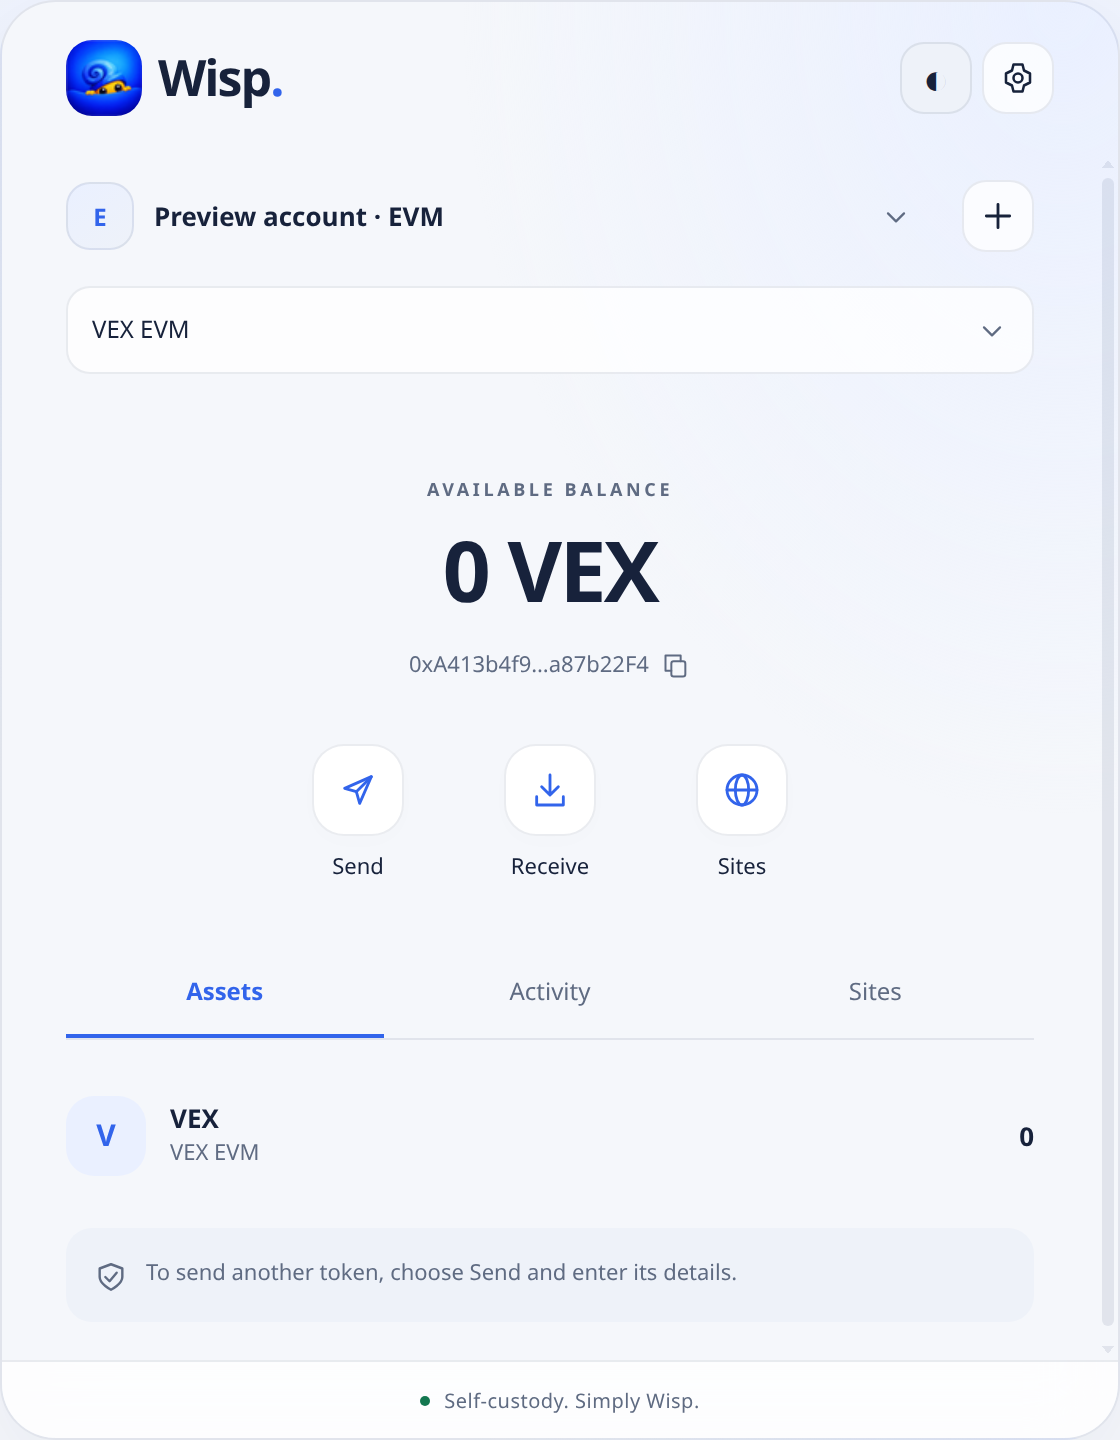 Wisp.
E
Preview account · EVM
VEX EVM
AVAILABLE BALANCE
0 VEX
0xA413b4f9...a87b22F4
Send
Receive
Sites
Assets
Activity
Sites
V
VEX
VEX EVM
0
To send another token, choose Send and enter its details.
Self-custody. Simply Wisp.